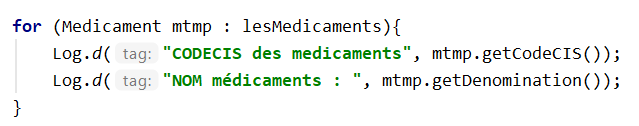 for (Medicament mtmp : lesMedicaments){
Log.d( tag: "CODECIS des medicaments", mtmp.getCodeCIS());
Log.d( tag: "NOM médicaments : ", mtmp.getDenomination());
}